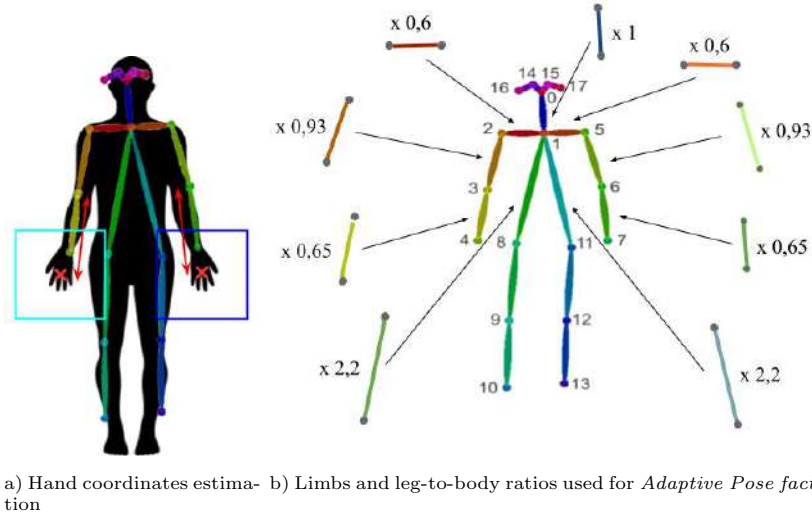 x 1
x 0,6
x 0,6
14 15
16
17
0
x 0,93
2
1
5
x 0,93
3
6
x 0,65
4
8
11
7
x 0,65
9
12
x 2,2
x 2,2
10
13
a) Hand coordinates estima-
tion
b) Limbs and leg-to-body ratios used for Adaptive Pose